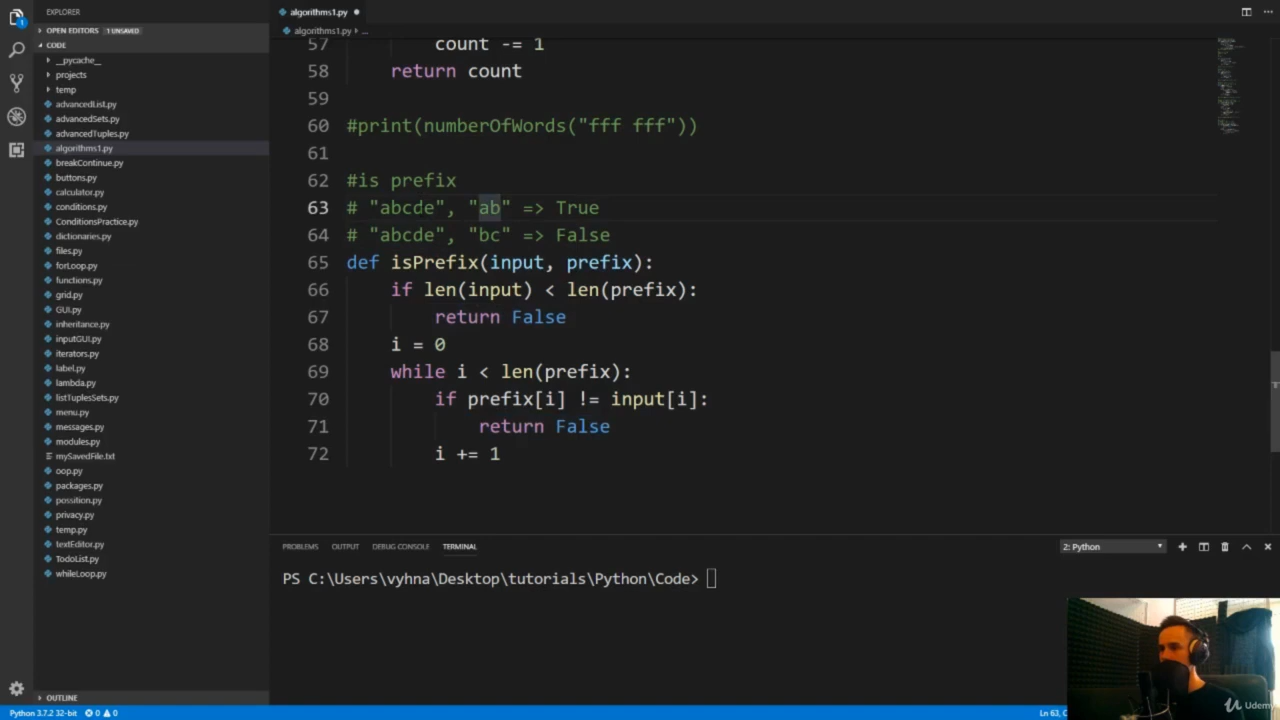 EXPLORER
OPEN EDITORS 1 UNSAVED
CODE
__pycache__
projects
temp
advancedList.py
advancedSets.py
advancedTuples.py
algorithms1.py
breakContinue.py
buttons.py
calculator.py
conditions.py
ConditionsPractice.py
dictionaries.py
files.py
forLoop.py
functions.py
grid.py
GUI.py
inheritance.py
inputGUI.py
iterators.py
label.py
lambda.py
listTuplesSets.py
menu.py
messages.py
modules.py
mySavedFile.txt
oop.py
packages.py
possition.py
privacy.py
temp.py
textEditor.py
TodoList.py
whileLoop.py
OUTLINE
algorithms1.py
algorithms1.py ...
57 count -= 1
58 return count
59
60 #print(numberOfWords("fff fff"))
61
62 #is prefix
63 # "abcde", "ab" => True
64 # "abcde", "bc" => False
65 def isPrefix(input, prefix):
66 if len(input) < len(prefix):
67 return False
68 i = 0
69 while i < len(prefix):
70 if prefix[i] != input[i]:
71 return False
72 i += 1
PROBLEMS OUTPUT DEBUG CONSOLE TERMINAL 2: Python
PS C:\Users\vyhna\Desktop\tutorials\Python\Code>
Python 3.7.2 32-bit 0 0 Ln 63,
Udemy